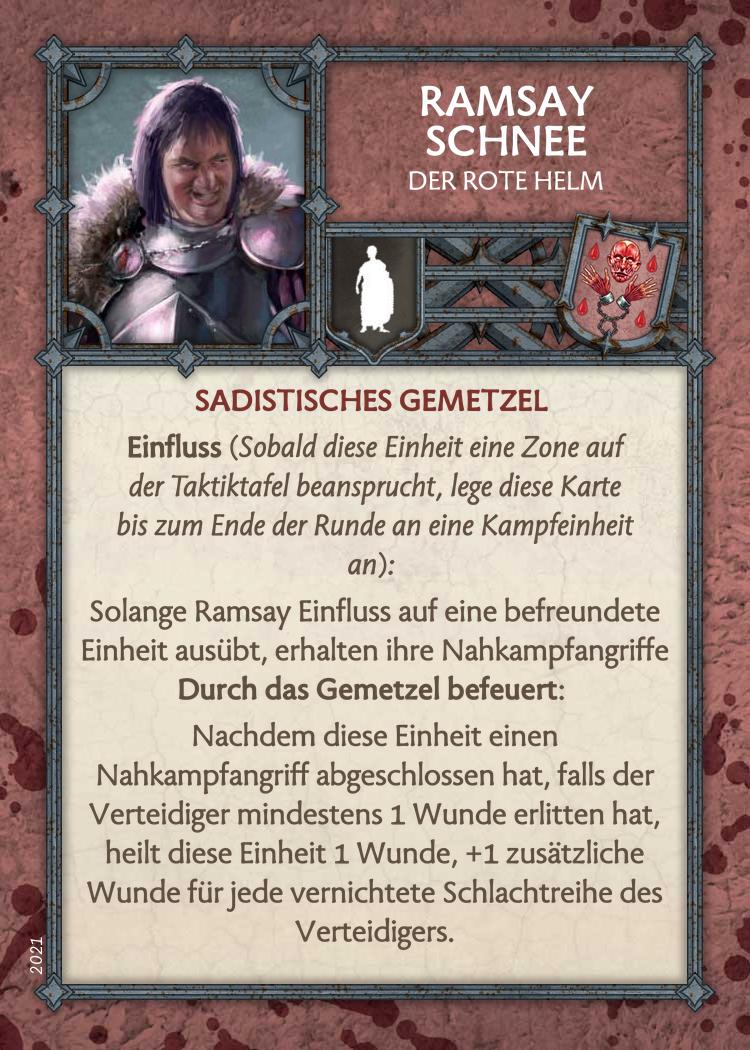 RAMSAY
SCHNEE
DER ROTE HELM
SADISTISCHES GEMETZEL
Einfluss (Sobald diese Einheit eine Zone auf
der Taktiktafel beansprucht, lege diese Karte
bis zum Ende der Runde an eine Kampfeinheit
an):
Solange Ramsay Einfluss auf eine befreundete
Einheit ausübt, erhalten ihre Nahkampfangriffe
Durch das Gemetzel befeuert:
Nachdem diese Einheit einen
Nahkampfangriff abgeschlossen hat, falls der
Verteidiger mindestens 1 Wunde erlitten hat,
heilt diese Einheit 1 Wunde, +1 zusätzliche
Wunde für jede vernichtete Schlachtreihe des
Verteidigers.
2021